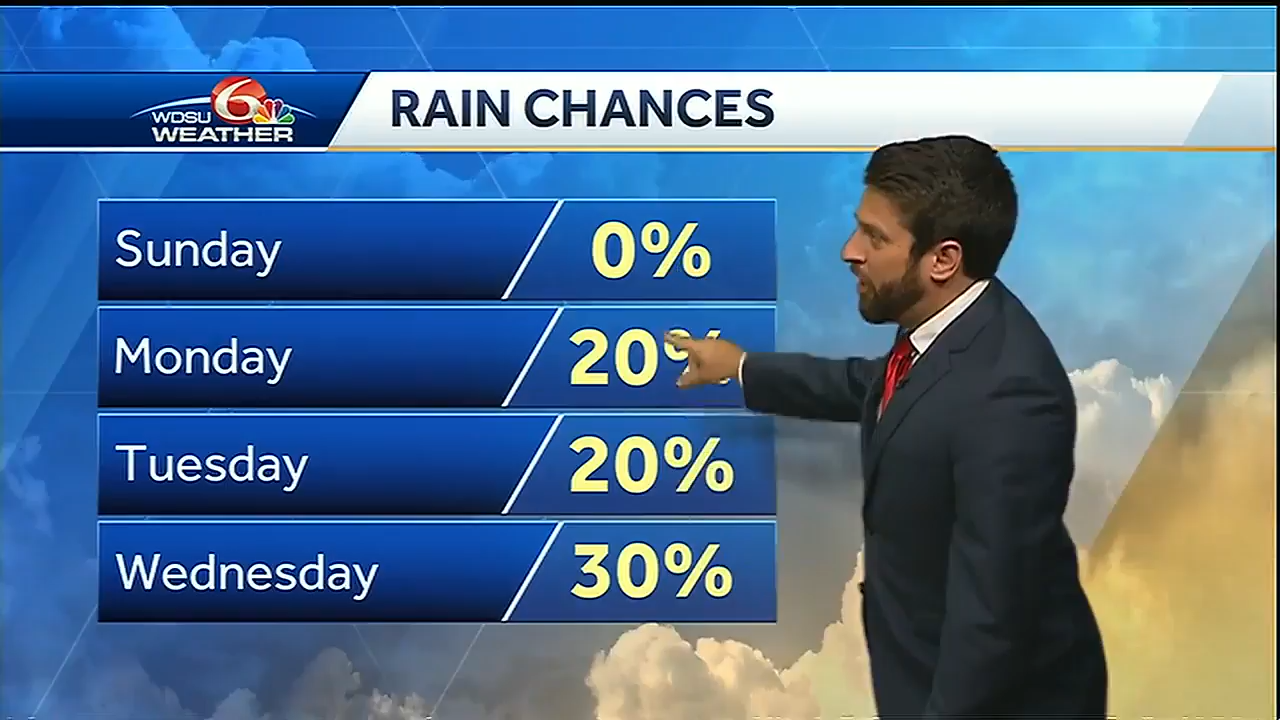 RAIN CHANCES
WDSU 6
WEATHER
Sunday 0%
Monday 20%
Tuesday 20%
Wednesday 30%